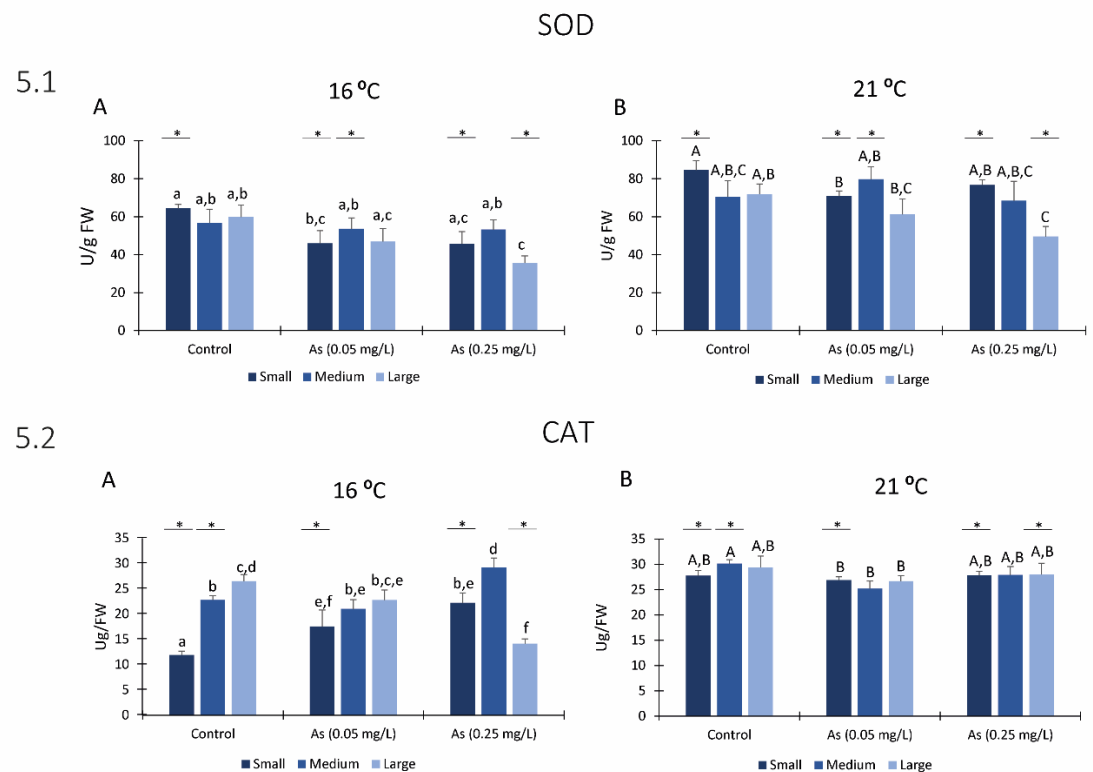 SOD
5.1
A
16 ⁰C
* * * * *
100
80
60
40
20
0
U/g FW
a a,b a,b
b,c a,b a,c
a,c a,b c
Control As (0.05 mg/L) As (0.25 mg/L)
Small Medium Large
B
21 ⁰C
* * * * *
100
80
60
40
20
0
U/g FW
A A,B,C A,B
B A,B B,C
A,B A,B,C C
Control As (0.05 mg/L) As (0.25 mg/L)
Small Medium Large
5.2
CAT
A
16 ⁰C
* * * * *
35
30
25
20
15
10
5
0
Ug/FW
a b c,d
e,f b,e b,c,e
b,e d f
Control As (0.05 mg/L) As (0.25 mg/L)
Small Medium Large
B
21 ⁰C
* * * * *
35
30
25
20
15
10
5
0
Ug/FW
A,B A A,B
B B B
A,B A,B A,B
Control As (0.05 mg/L) As (0.25 mg/L)
Small Medium Large